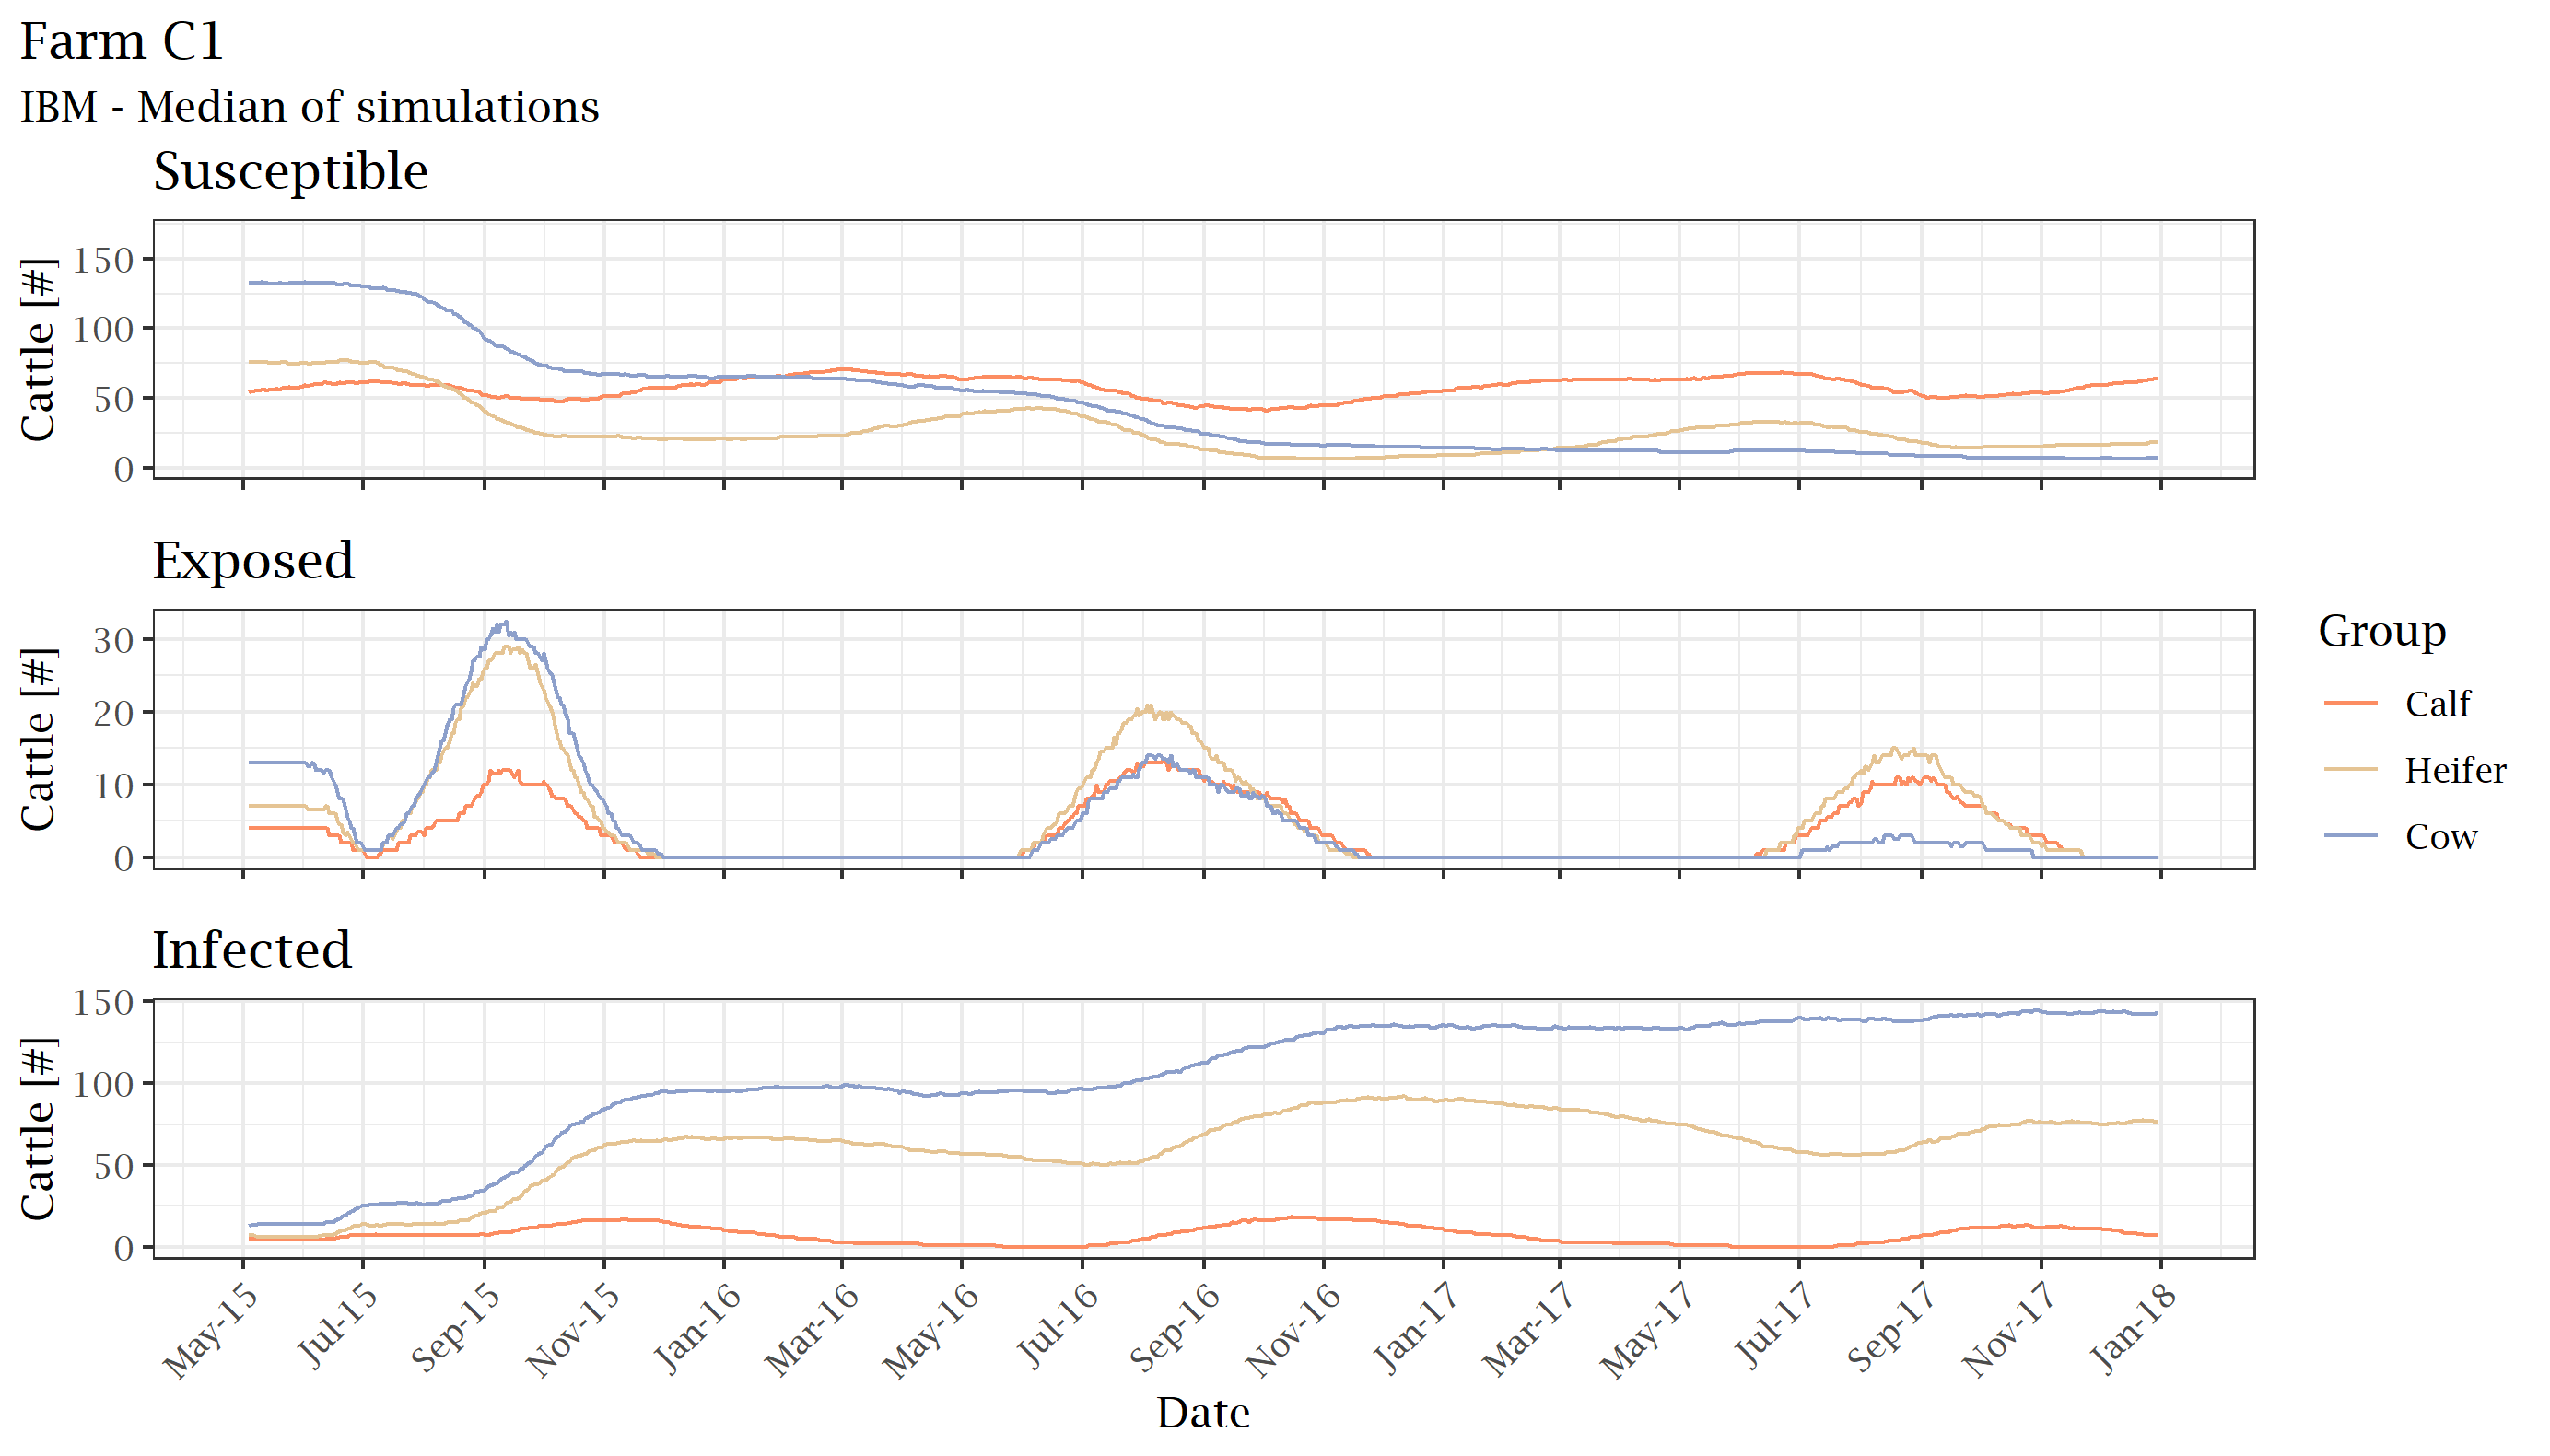 Farm C1
IBM - Median of simulations
Susceptible
Cattle [#]
150
100
50
0
Exposed
Cattle [#]
30
20
10
0
Group
Calf
Heifer
Cow
Infected
Cattle [#]
150
100
50
0
May-15 Jul-15 Sep-15 Nov-15 Jan-16 Mar-16 May-16 Jul-16 Sep-16 Nov-16 Jan-17 Mar-17 May-17 Jul-17 Sep-17 Nov-17 Jan-18
Date